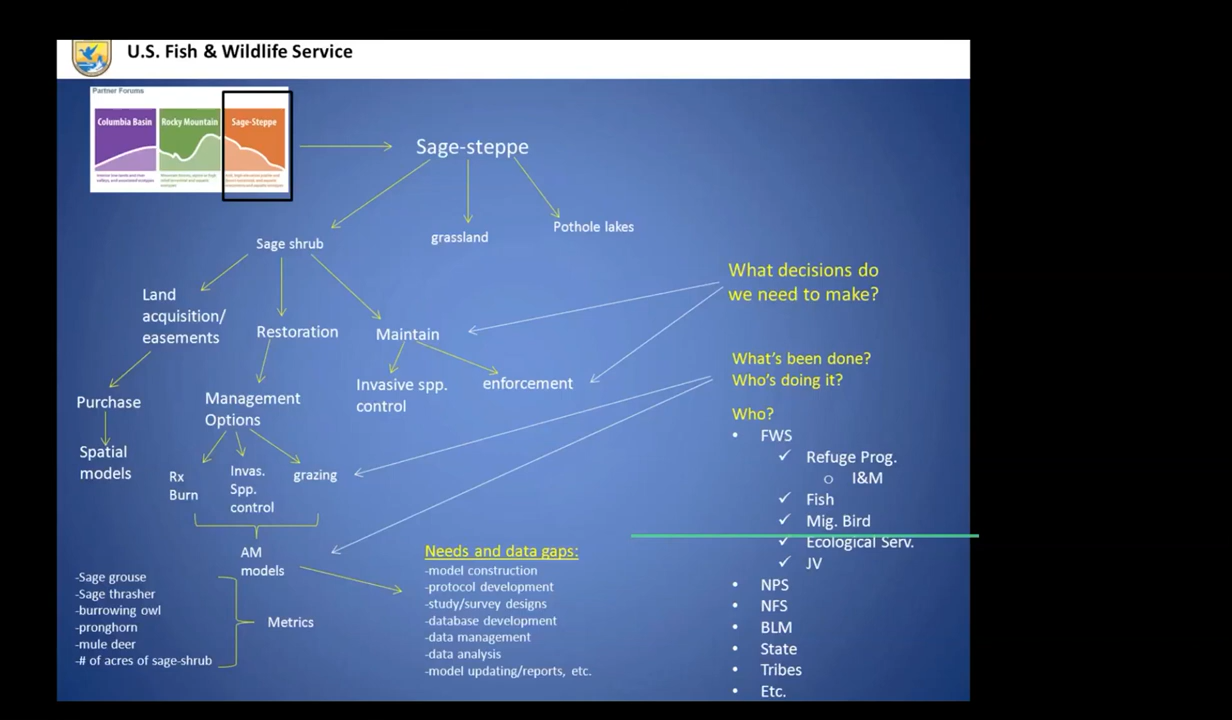 U.S. Fish & Wildlife Service
Partner Forums
Columbia Basin
Rocky Mountain
Sage-Steppe
Sage-steppe
Sage shrub
grassland
Pothole lakes
Land
acquisition/
easements
Restoration
Maintain
What decisions do
we need to make?
Purchase
Management
Options
Invasive spp.
control
enforcement
What's been done?
Who's doing it?
Spatial
models
Rx
Burn
Invas.
Spp.
control
grazing
AM
models
-Sage grouse
-Sage thrasher
-burrowing owl
-pronghorn
-mule deer
-# of acres of sage-shrub
Metrics
Needs and data gaps:
-model construction
-protocol development
-study/survey designs
-database development
-data management
-data analysis
-model updating/reports, etc.
Who?
• FWS
✓ Refuge Prog.
o I&M
✓ Fish
✓ Mig. Bird
✓ Ecological Serv.
✓ JV
• NPS
• NFS
• BLM
• State
• Tribes
• Etc.